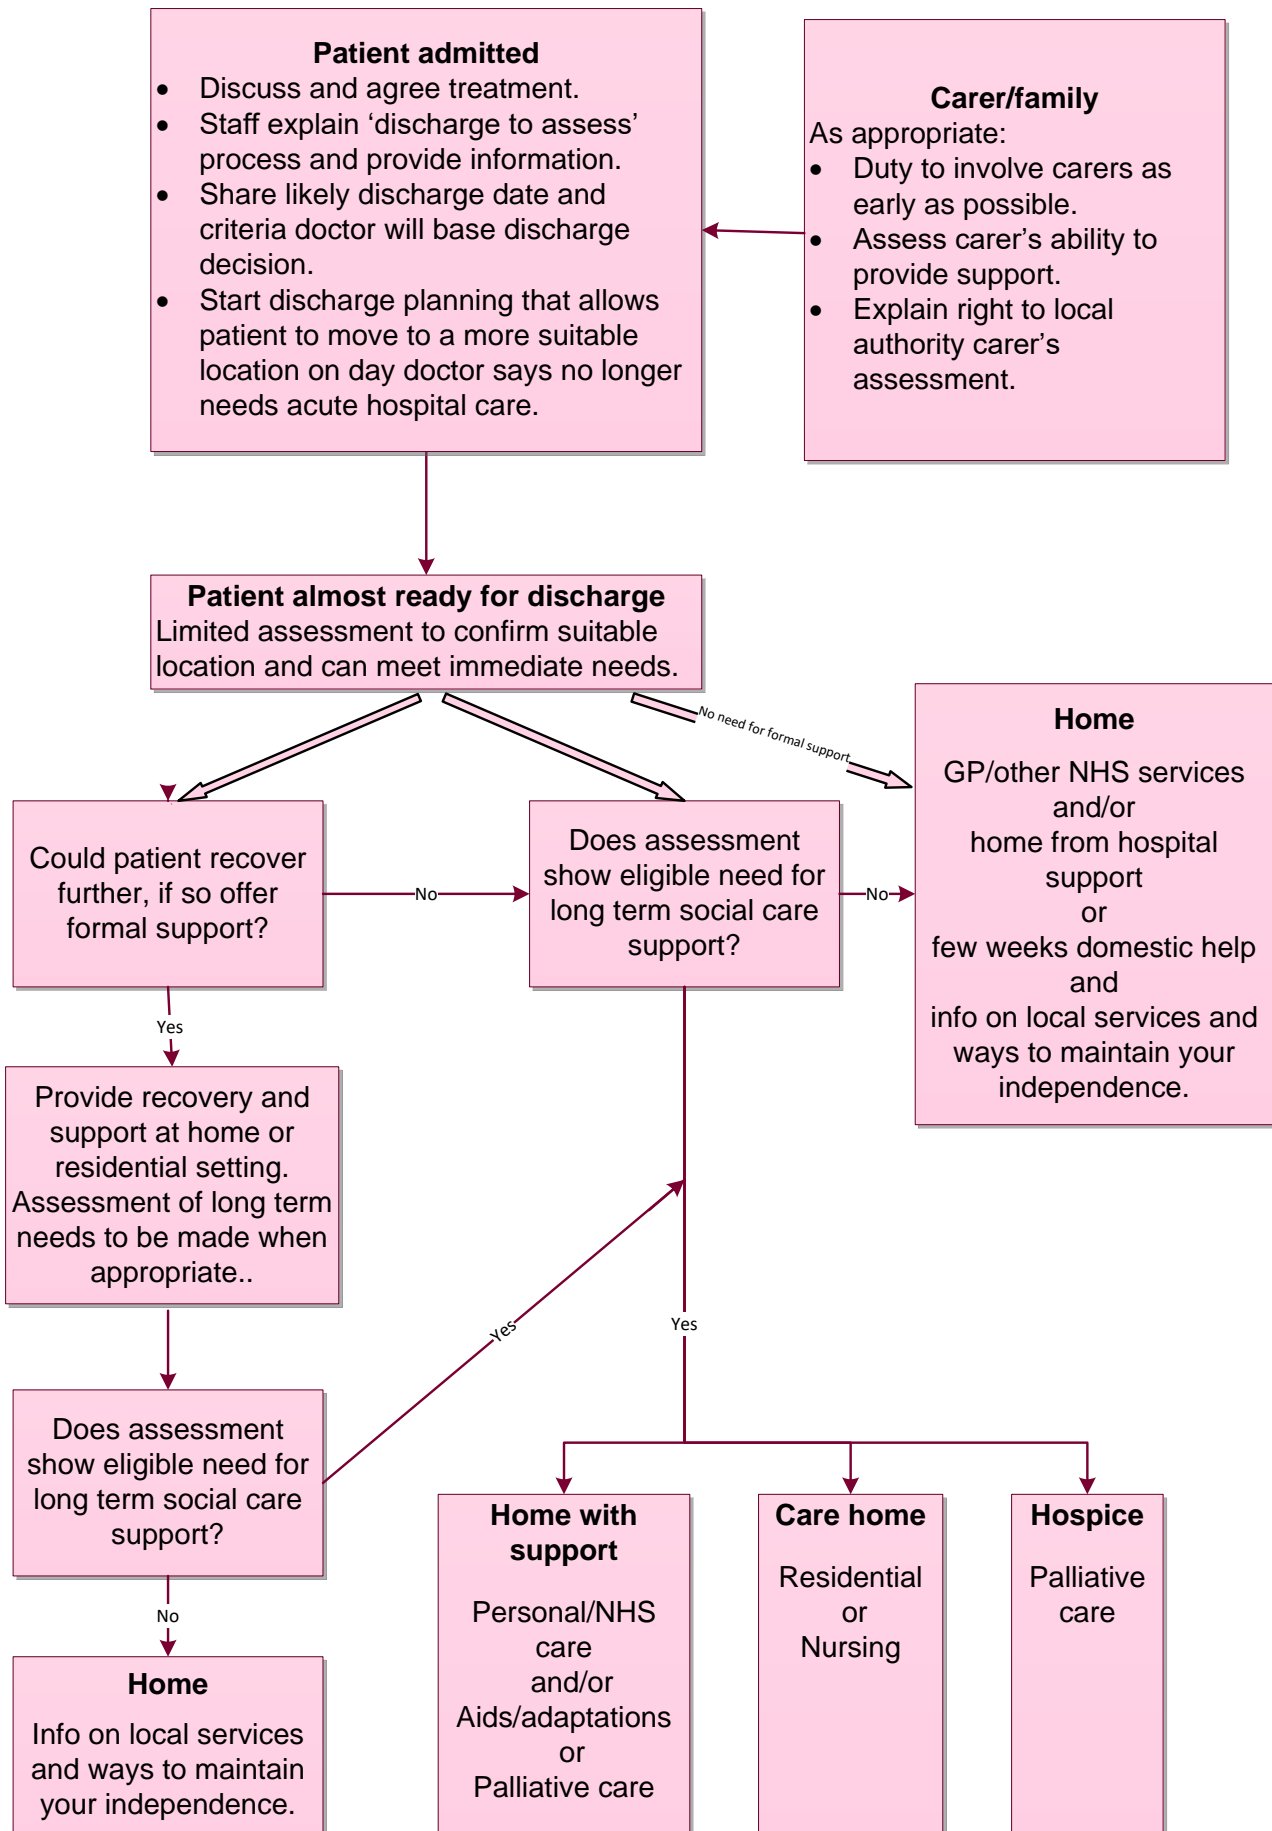 Patient admitted
• Discuss and agree treatment.
• Staff explain ‘discharge to assess’
process and provide information.
• Share likely discharge date and
criteria doctor will base discharge
decision.
• Start discharge planning that allows
patient to move to a more suitable
location on day doctor says no longer
needs acute hospital care.
Carer/family
As appropriate:
• Duty to involve carers as
early as possible.
• Assess carer’s ability to
provide support.
• Explain right to local
authority carer’s
assessment.
Patient almost ready for discharge
Limited assessment to confirm suitable
location and can meet immediate needs.
No need for formal support
Home
GP/other NHS services
and/or
home from hospital
support
or
few weeks domestic help
and
info on local services and
ways to maintain your
independence.
Could patient recover
further, if so offer
formal support?
No
Does assessment
show eligible need for
long term social care
support?
No
Yes
Provide recovery and
support at home or
residential setting.
Assessment of long term
needs to be made when
appropriate..
Yes
Yes
Does assessment
show eligible need for
long term social care
support?
No
Home
Info on local services
and ways to maintain
your independence.
Home with
support
Personal/NHS
care
and/or
Aids/adaptations
or
Palliative care
Care home
Residential
or
Nursing
Hospice
Palliative
care